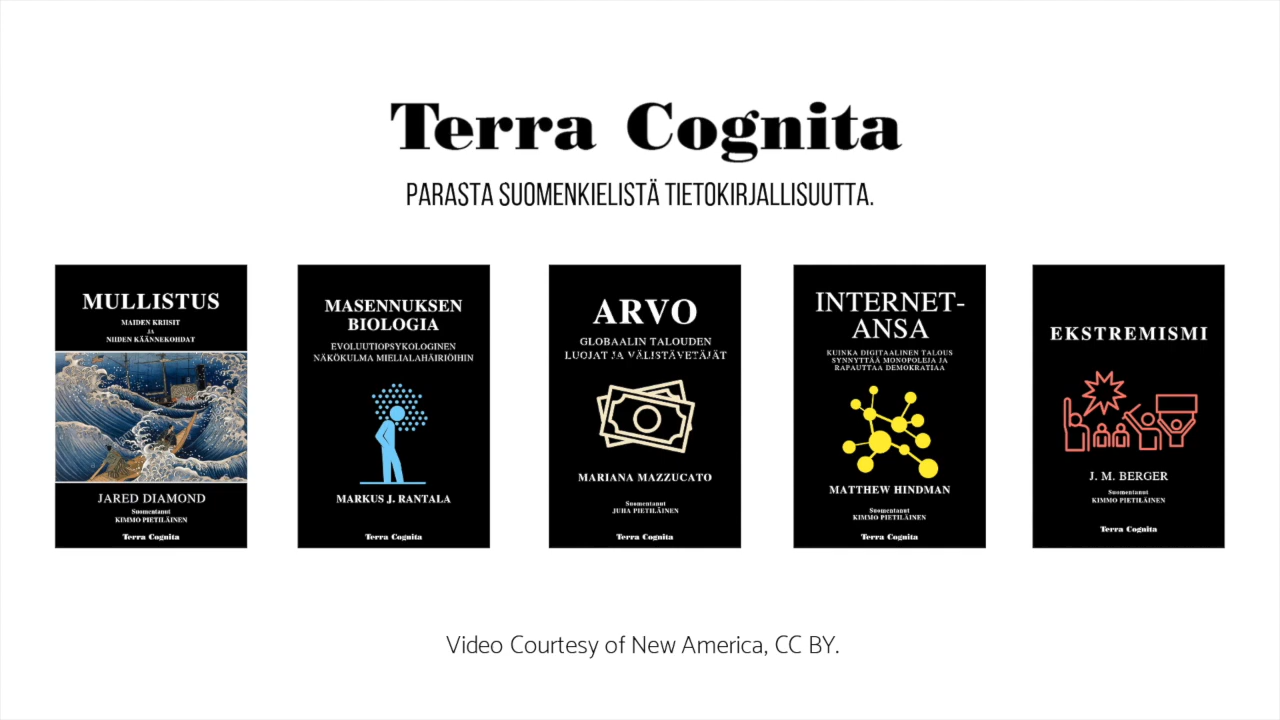 Terra Cognita
PARASTA SUOMENKIELISTÄ TIETOKIRJALLISUUTTA.
MULLISTUS
MAIDEN KRIISIT
JA
NIIDEN KÄÄNNEKOHDAT
JARED DIAMOND
Suomentanut
KIMMO PIETILÄINEN
Terra Cognita
MASENNUKSEN
BIOLOGIA
EVOLUUTIOPSYKOLOGINEN
NÄKÖKULMA MIELIALAHÄIRIÖIHIN
MARKUS J. RANTALA
Terra Cognita
ARVO
GLOBAALIN TALOUDEN
LUOJAT JA VÄLISTÄVETÄJÄT
MARIANA MAZZUCATO
Suomentanut
JUHA PIETILÄINEN
Terra Cognita
INTERNET-
ANSA
KUINKA DIGITAALINEN TALOUS
SYNNYTTÄÄ MONOPOLEJA JA
RAPAUTTAA DEMOKRATIAA
MATTHEW HINDMAN
Suomentanut
KIMMO PIETILÄINEN
Terra Cognita
EKSTREMISMI
J. M. BERGER
Suomentanut
KIMMO PIETILÄINEN
Terra Cognita
Video Courtesy of New America, CC BY.